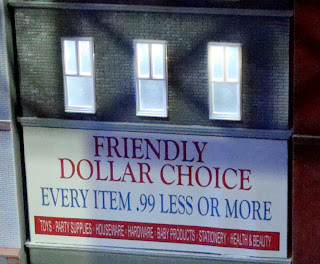 FRIENDLY
DOLLAR CHOICE
EVERY ITEM .99 LESS OR MORE
TOYS · PARTY SUPPLIES · HOUSEWARE · HARDWARE · BABY PRODUCTS · STATIONERY · HEALTH & BEAUTY